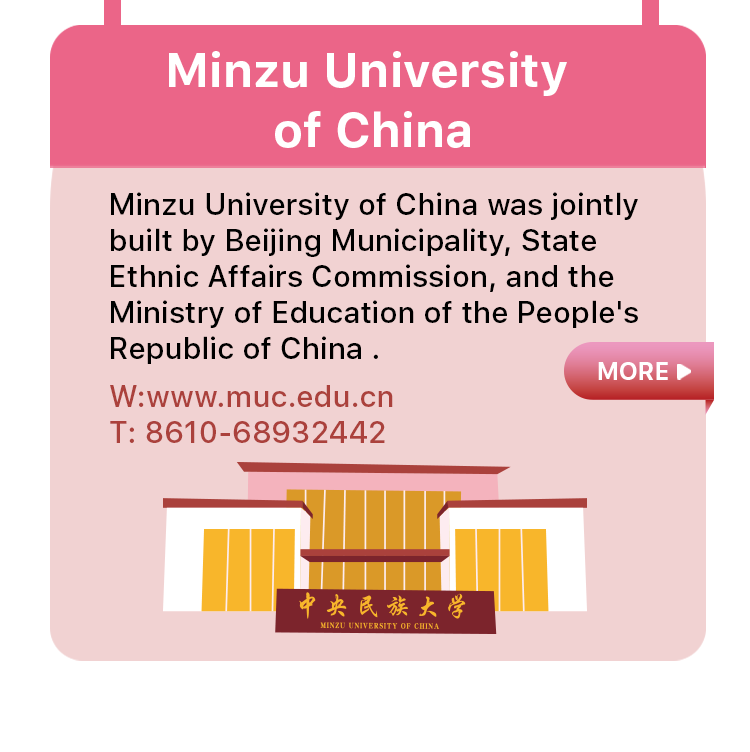 Minzu University
of China
Minzu University of China was jointly
built by Beijing Municipality, State
Ethnic Affairs Commission, and the
Ministry of Education of the People's
Republic of China .
MORE
W:www.muc.edu.cn
T: 8610-68932442
中央民族大学
MINZU UNIVERSITY OF CHINA